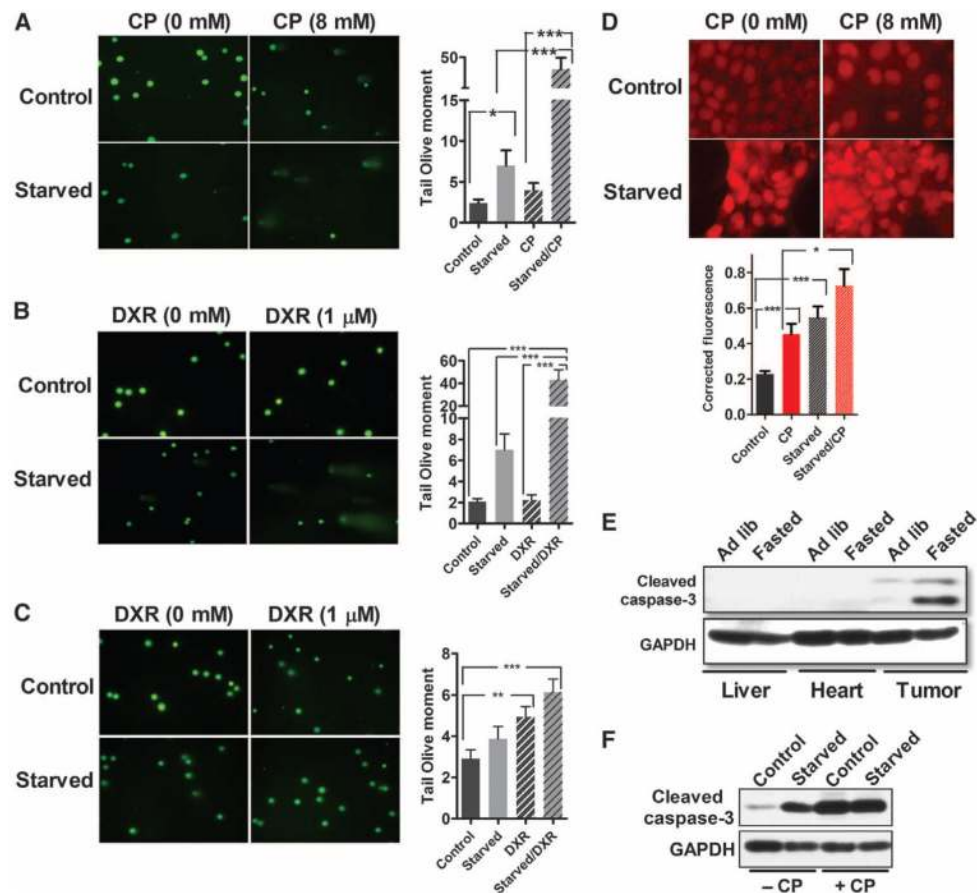 A
CP (0 mM) CP (8 mM)
Control
Starved
Tail Olive moment
50
10
5
0
*
***
***
Control Starved CP Starved/CP
B
DXR (0 mM) DXR (1 μM)
Control
Starved
Tail Olive moment
60
40
20
10
8
6
4
2
0
***
***
***
Control Starved DXR Starved/DXR
C
DXR (0 mM) DXR (1 μM)
Control
Starved
Tail Olive moment
8
6
4
2
0
***
**
Control Starved DXR Starved/DXR
D
CP (0 mM) CP (8 mM)
Control
Starved
Corrected fluorescence
0.8
0.6
0.4
0.2
0.0
*
***
***
Control CP Starved Starved/CP
E
Ad lib Fasted Ad lib Fasted Ad lib Fasted
Cleaved
caspase-3
GAPDH
Liver Heart Tumor
F
Control Starved Control Starved
Cleaved
caspase-3
GAPDH
– CP + CP